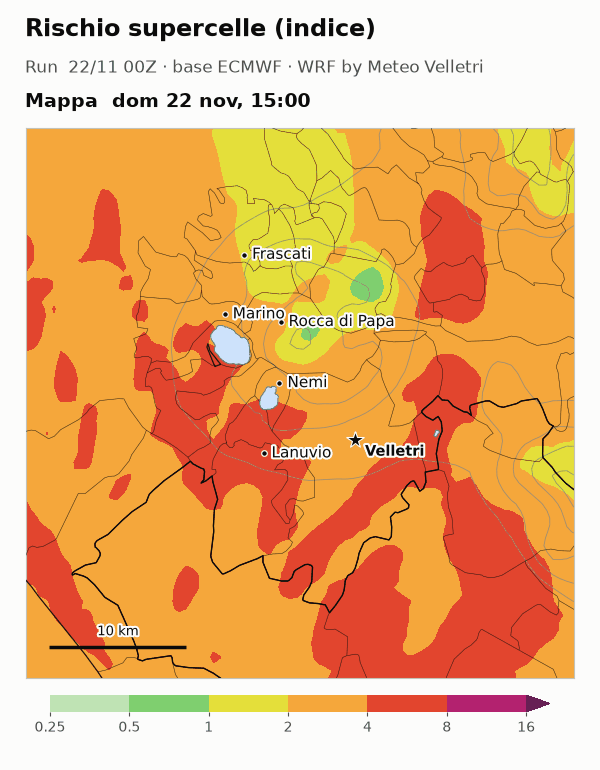 Rischio supercelle (indice)
Run  22/11 00Z · base ECMWF · WRF by Meteo Velletri
Mappa  dom 22 nov, 15:00
Frascati
Marino
Rocca di Papa
Nemi
Velletri
Lanuvio
10 km
0.25 0.5 1 2 4 8 16